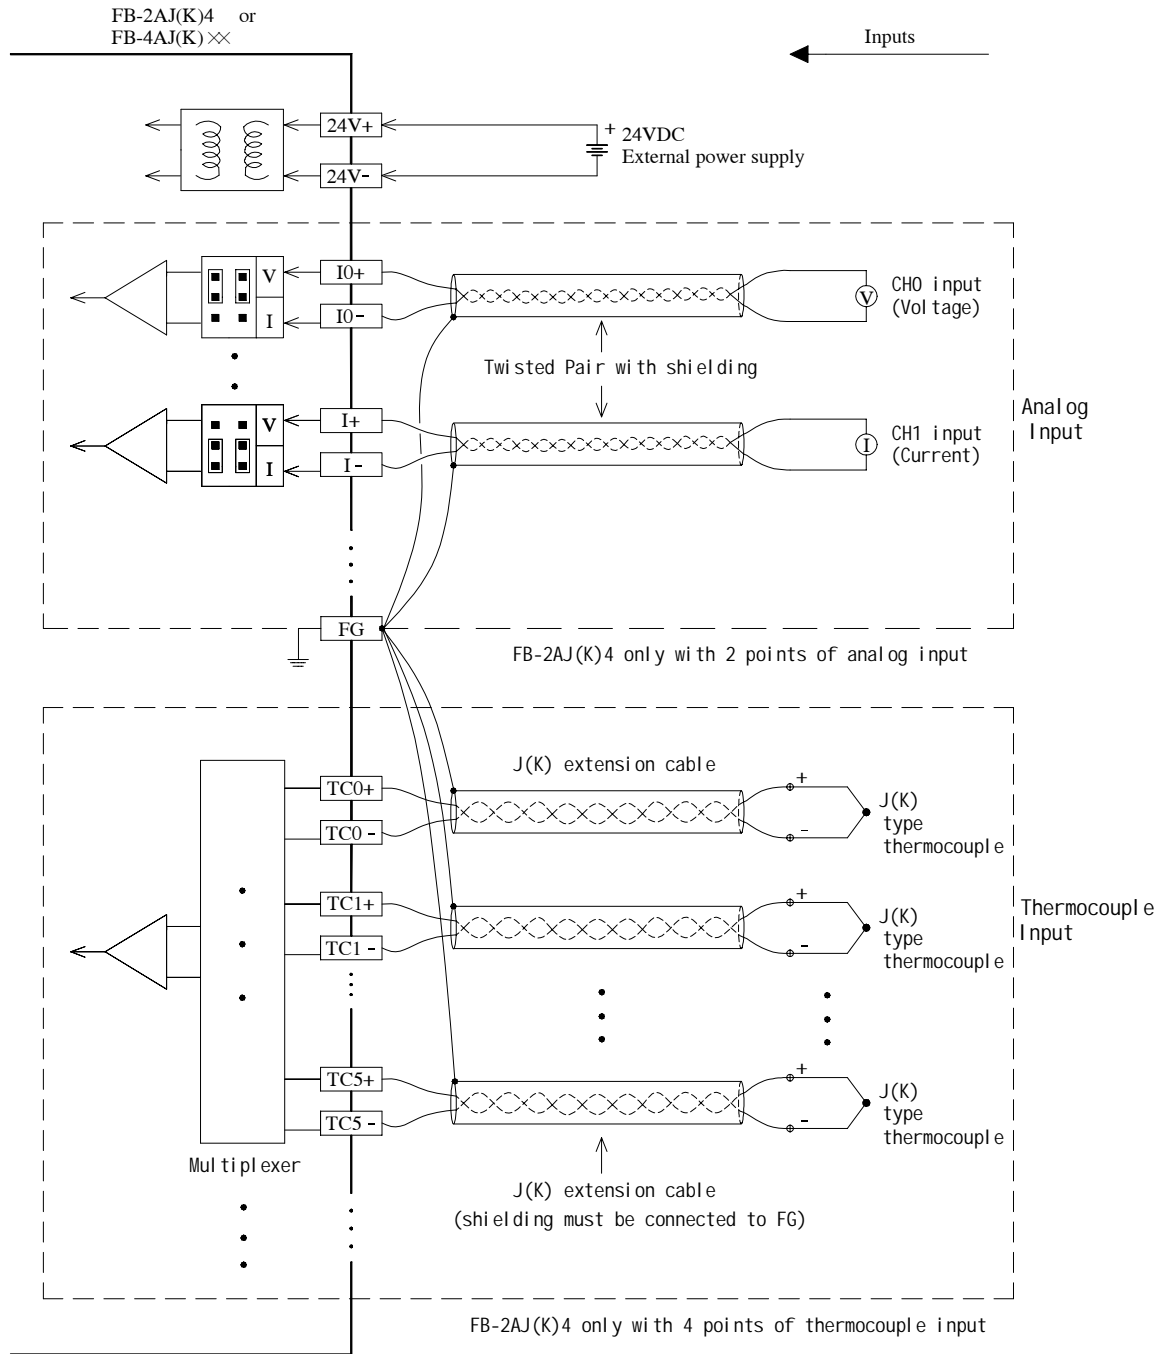 FB-2AJ(K)4 or
FB-4AJ(K)××
Inputs
24V+
24V-
+ 24VDC
External power supply
V
I
I0+
I0-
V
CH0 input
(Voltage)
Twisted Pair with shielding
V
I
I+
I-
I
CH1 input
(Current)
Analog
Input
FG
FB-2AJ(K)4 only with 2 points of analog input
J(K) extension cable
TC0+
TC0-
+
-
J(K)
type
thermocouple
TC1+
TC1-
+
-
J(K)
type
thermocouple
Thermocouple
Input
TC5+
TC5-
+
-
J(K)
type
thermocouple
Multiplexer
J(K) extension cable
(shielding must be connected to FG)
FB-2AJ(K)4 only with 4 points of thermocouple input